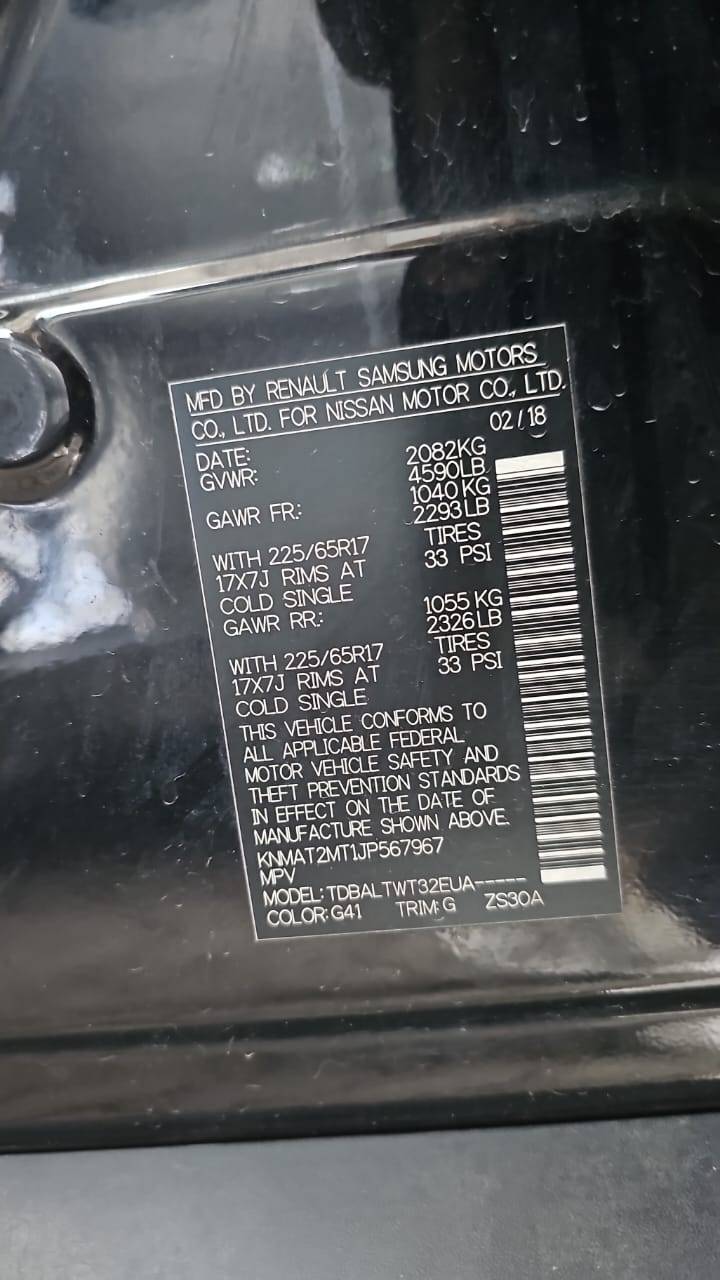 MFD BY RENAULT SAMSUNG MOTORS
CO., LTD. FOR NISSAN MOTOR CO., LTD.
DATE: 02/18
GVWR: 2082KG
4590LB
GAWR FR.: 1040KG
2293LB
WITH 225/65R17 TIRES
17X7J RIMS AT 33 PSI
COLD SINGLE
GAWR RR.: 1055KG
2326LB
WITH 225/65R17 TIRES
17X7J RIMS AT 33 PSI
COLD SINGLE
THIS VEHICLE CONFORMS TO
ALL APPLICABLE FEDERAL
MOTOR VEHICLE SAFETY AND
THEFT PREVENTION STANDARDS
IN EFFECT ON THE DATE OF
MANUFACTURE SHOWN ABOVE.
KNMAT2MT1JP567967
MPV
MODEL: TDBALTWT32EUA-----
COLOR: G41 TRIM: G ZS30A